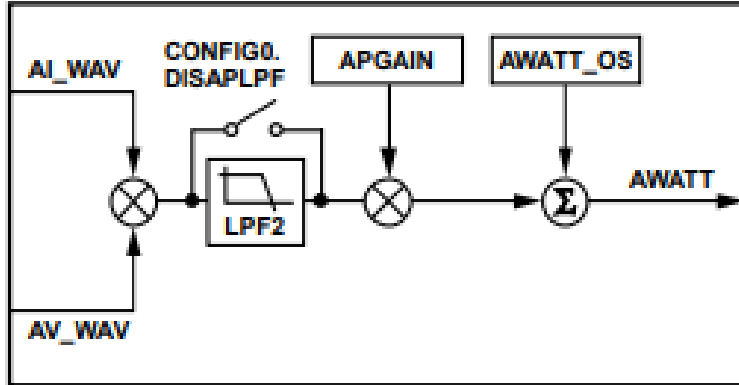 CONFIG0.
DISAPLPF
AI_WAV
APGAIN
AWATT_OS
AWATT
LPF2
Σ
AV_WAV